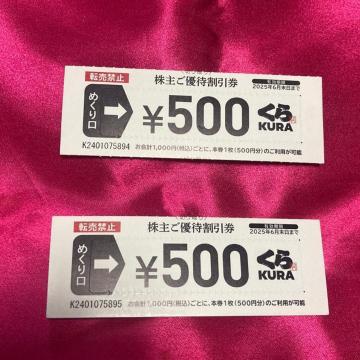 転売禁止
株主ご優待割引券
有効期限
2025年6月末日まで
めくり口
¥500
くら
KURA
K2401075894
お会計1,000円(税込)ごとに、本券1枚(500円分)のご利用が可能
転売禁止
株主ご優待割引券
有効期限
2025年6月末日まで
めくり口
¥500
くら
KURA
K2401075895
お会計1,000円(税込)ごとに、本券1枚(500円分)のご利用が可能